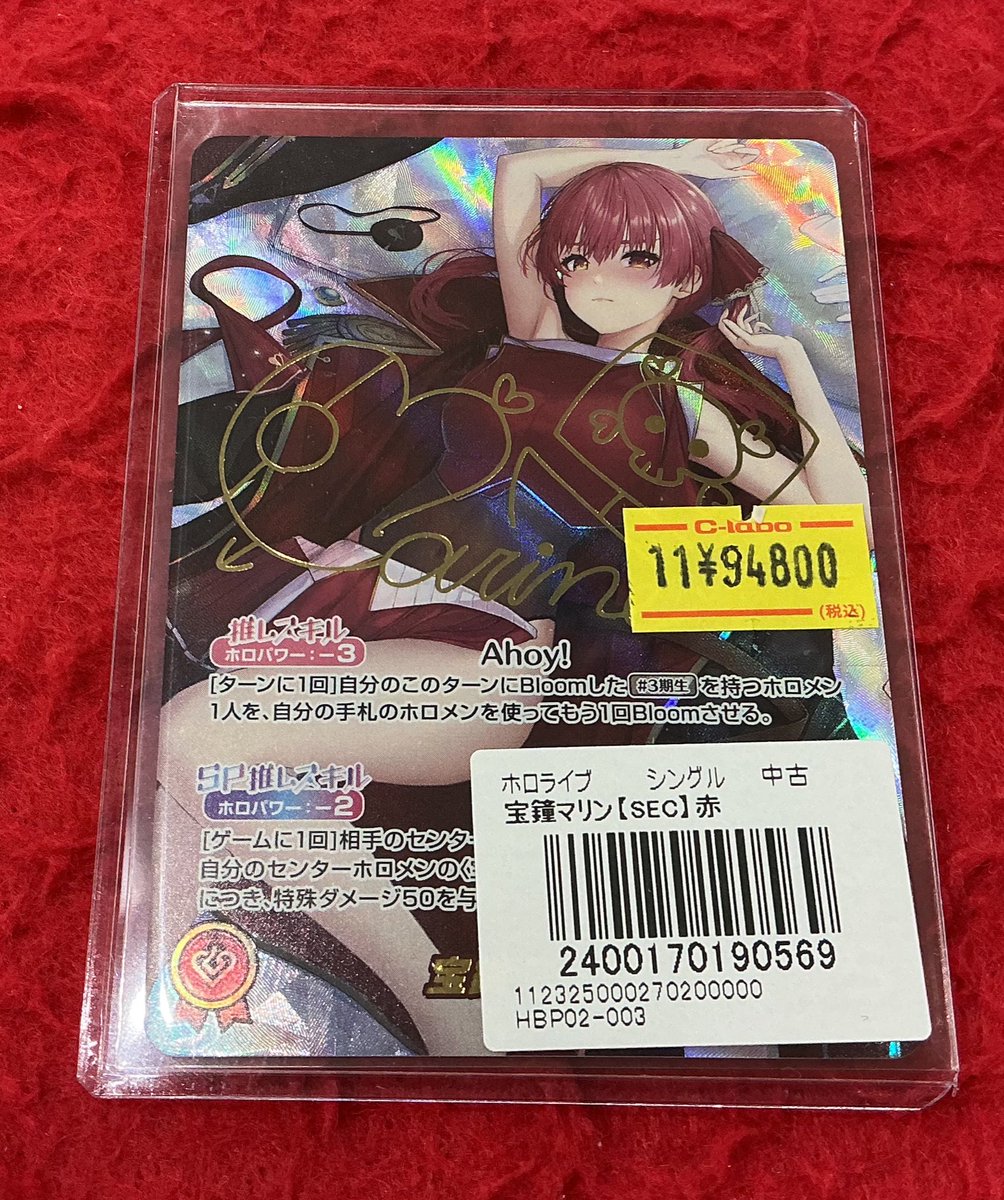 arin
C-labo
11¥94800
(税込)
推しスキル
ホロパワー:-3
Ahoy!
[ターンに1回]自分のこのターンにBloomした #3期生 を持つホロメン
1人を、自分の手札のホロメンを使ってもう1回Bloomさせる。
SP推しスキル
ホロパワー:-2
[ゲームに1回]相手のセンター
自分のセンターホロメンの
につき、特殊ダメージ50を与
宝
ホロライブ シングル 中古
宝鐘マリン【SEC】赤
2400170190569
112325000270200000
HBP02-003